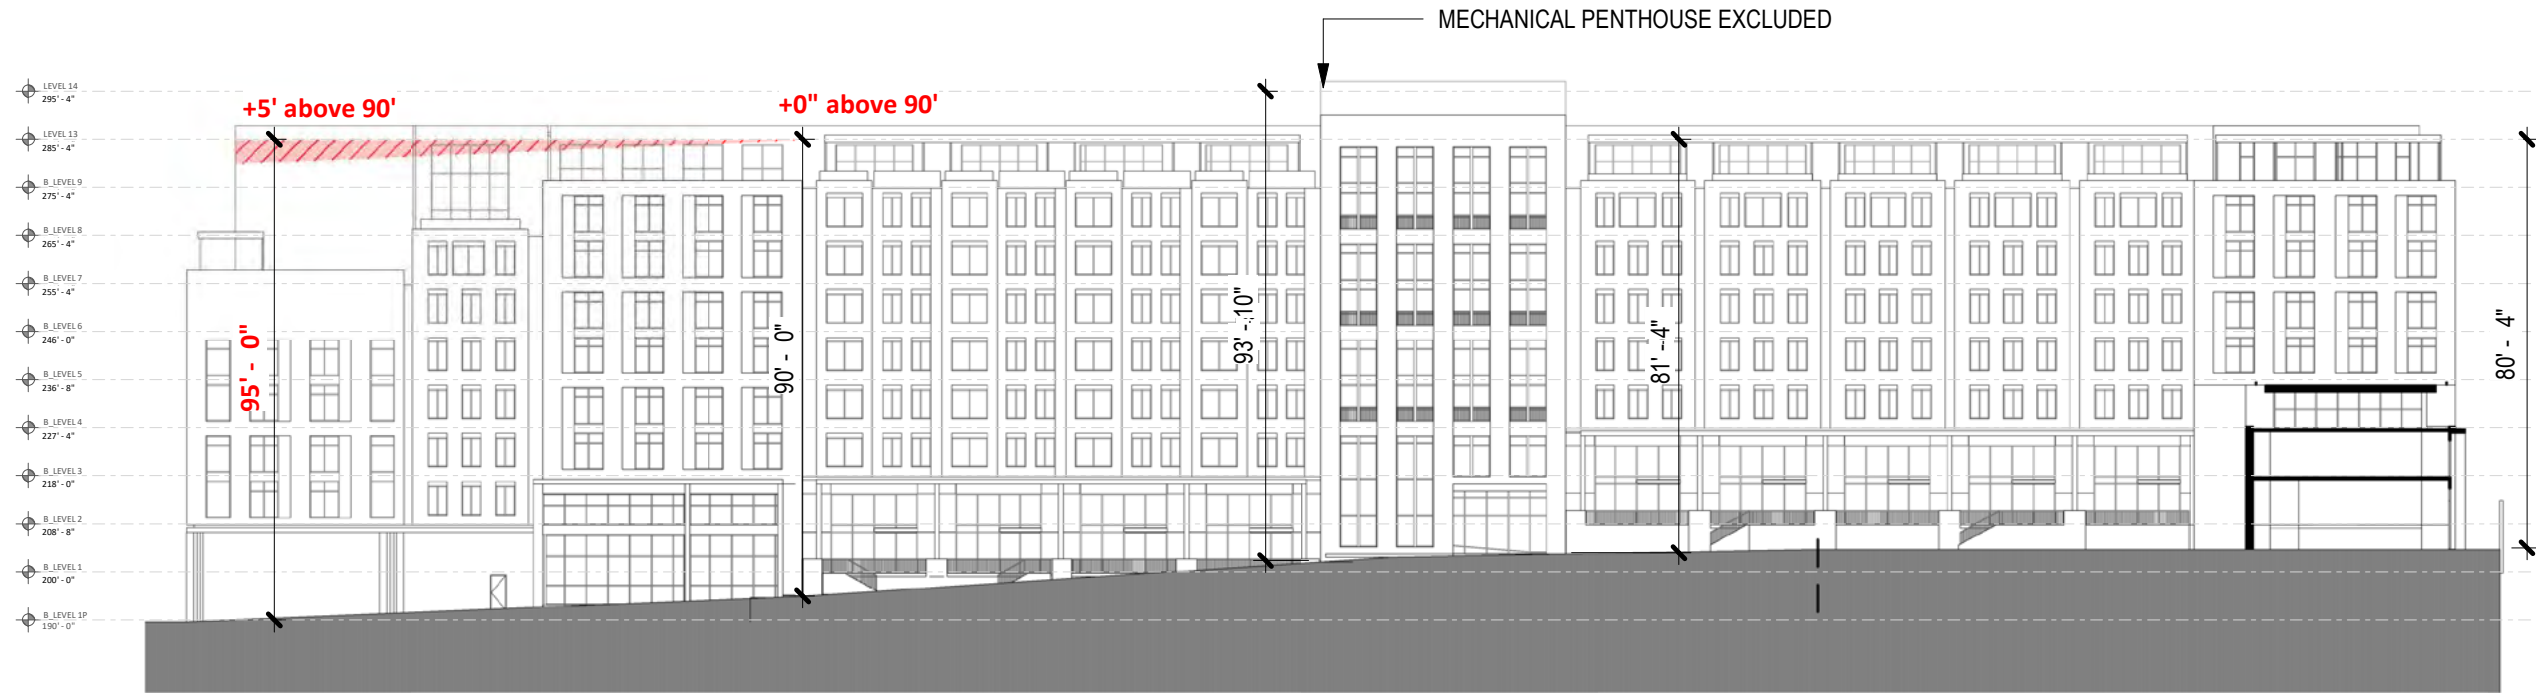 MECHANICAL PENTHOUSE EXCLUDED
LEVEL 14
295' - 4"
+5' above 90'
+0" above 90'
LEVEL 13
285' - 4"
B_LEVEL 9
275' - 4"
B_LEVEL 8
265' - 4"
B_LEVEL 7
255' - 4"
B_LEVEL 6
246' - 0"
B_LEVEL 5
236' - 8"
B_LEVEL 4
227' - 4"
B_LEVEL 3
218' - 0"
B_LEVEL 2
208' - 8"
B_LEVEL 1
200' - 0"
B_LEVEL 1P
190' - 0"
95' - 0"
90' - 0"
93' - 10"
81' - 4"
80' - 4"